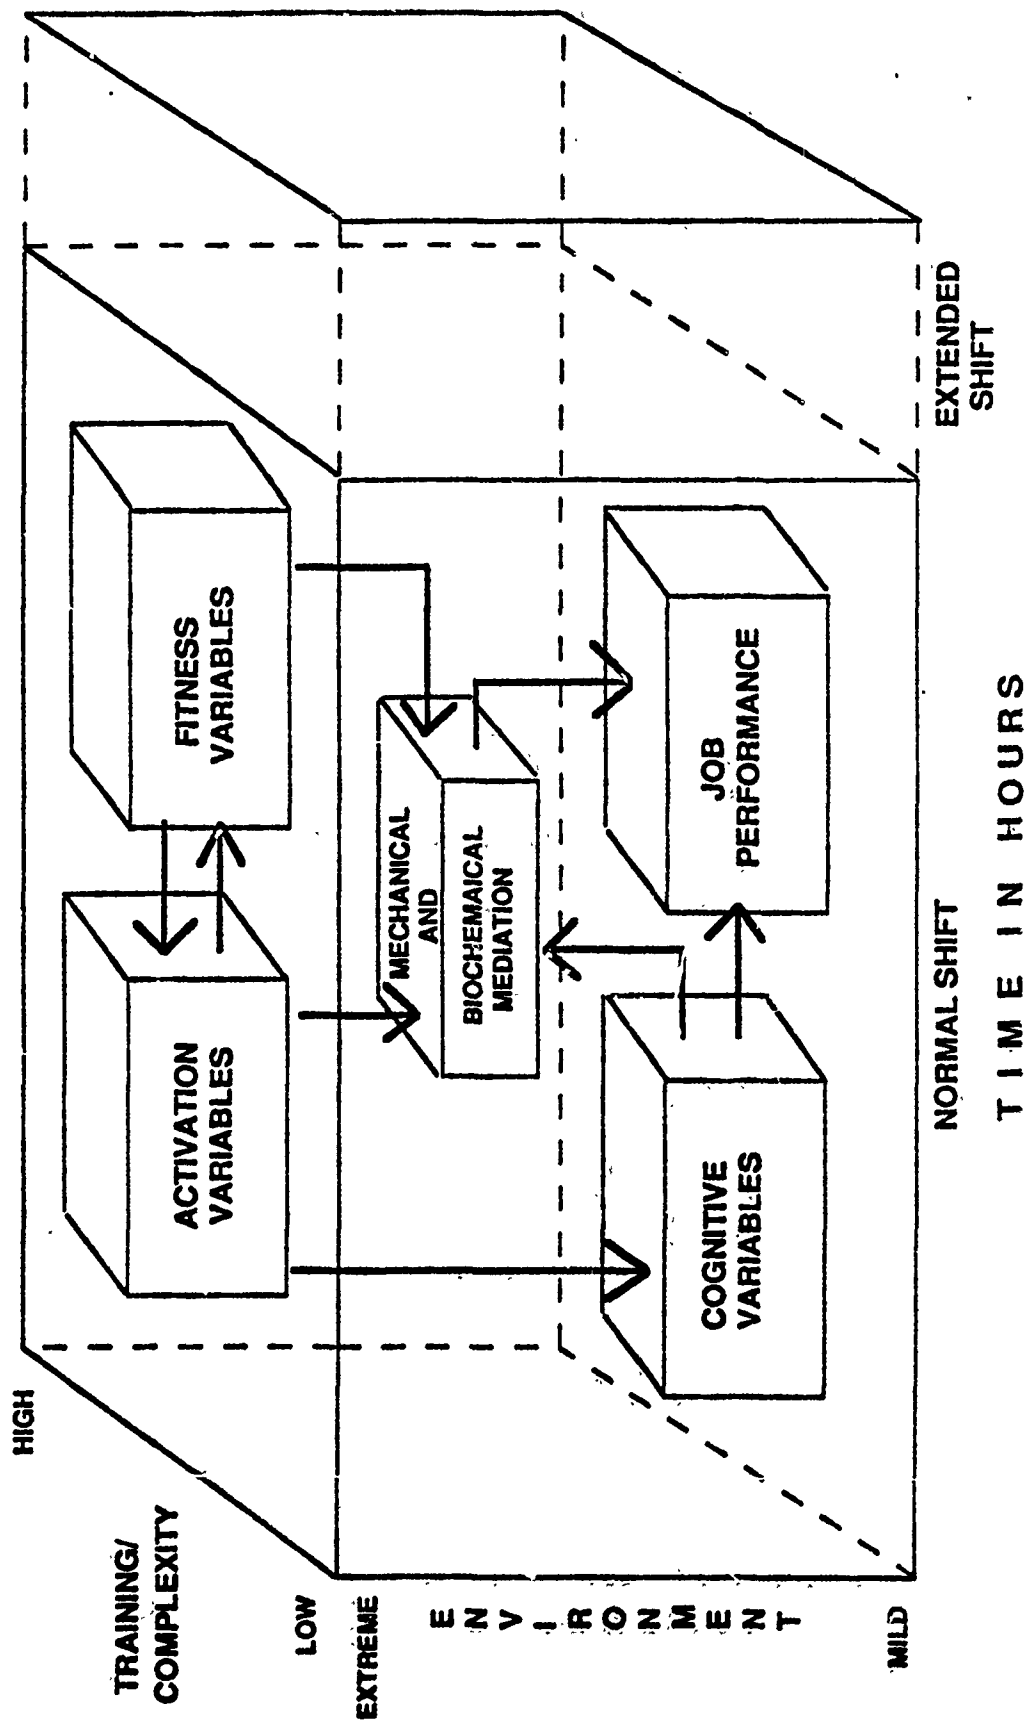 HIGH
TRAINING/
COMPLEXITY
LOW
EXTREME
E
N
V
I
R
O
N
M
E
N
T
MILD
ACTIVATION
VARIABLES
FITNESS
VARIABLES
MECHANICAL
AND
BIOCHEMAICAL
MEDIATION
COGNITIVE
VARIABLES
JOB
PERFORMANCE
NORMAL SHIFT
EXTENDED
SHIFT
TIME IN HOURS